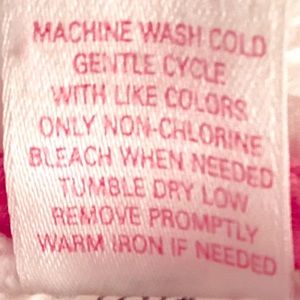 MACHINE WASH COLD
GENTLE CYCLE
WITH LIKE COLORS
ONLY NON-CHLORINE
BLEACH WHEN NEEDED
TUMBLE DRY LOW
REMOVE PROMPTLY
WARM IRON IF NEEDED